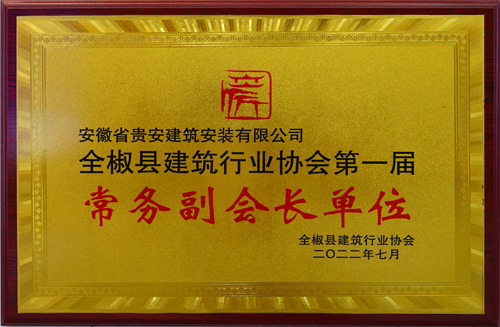 安徽省贵安建筑安装有限公司
全椒县建筑行业协会第一届
常务副会长单位
全椒县建筑行业协会
二〇二二年七月